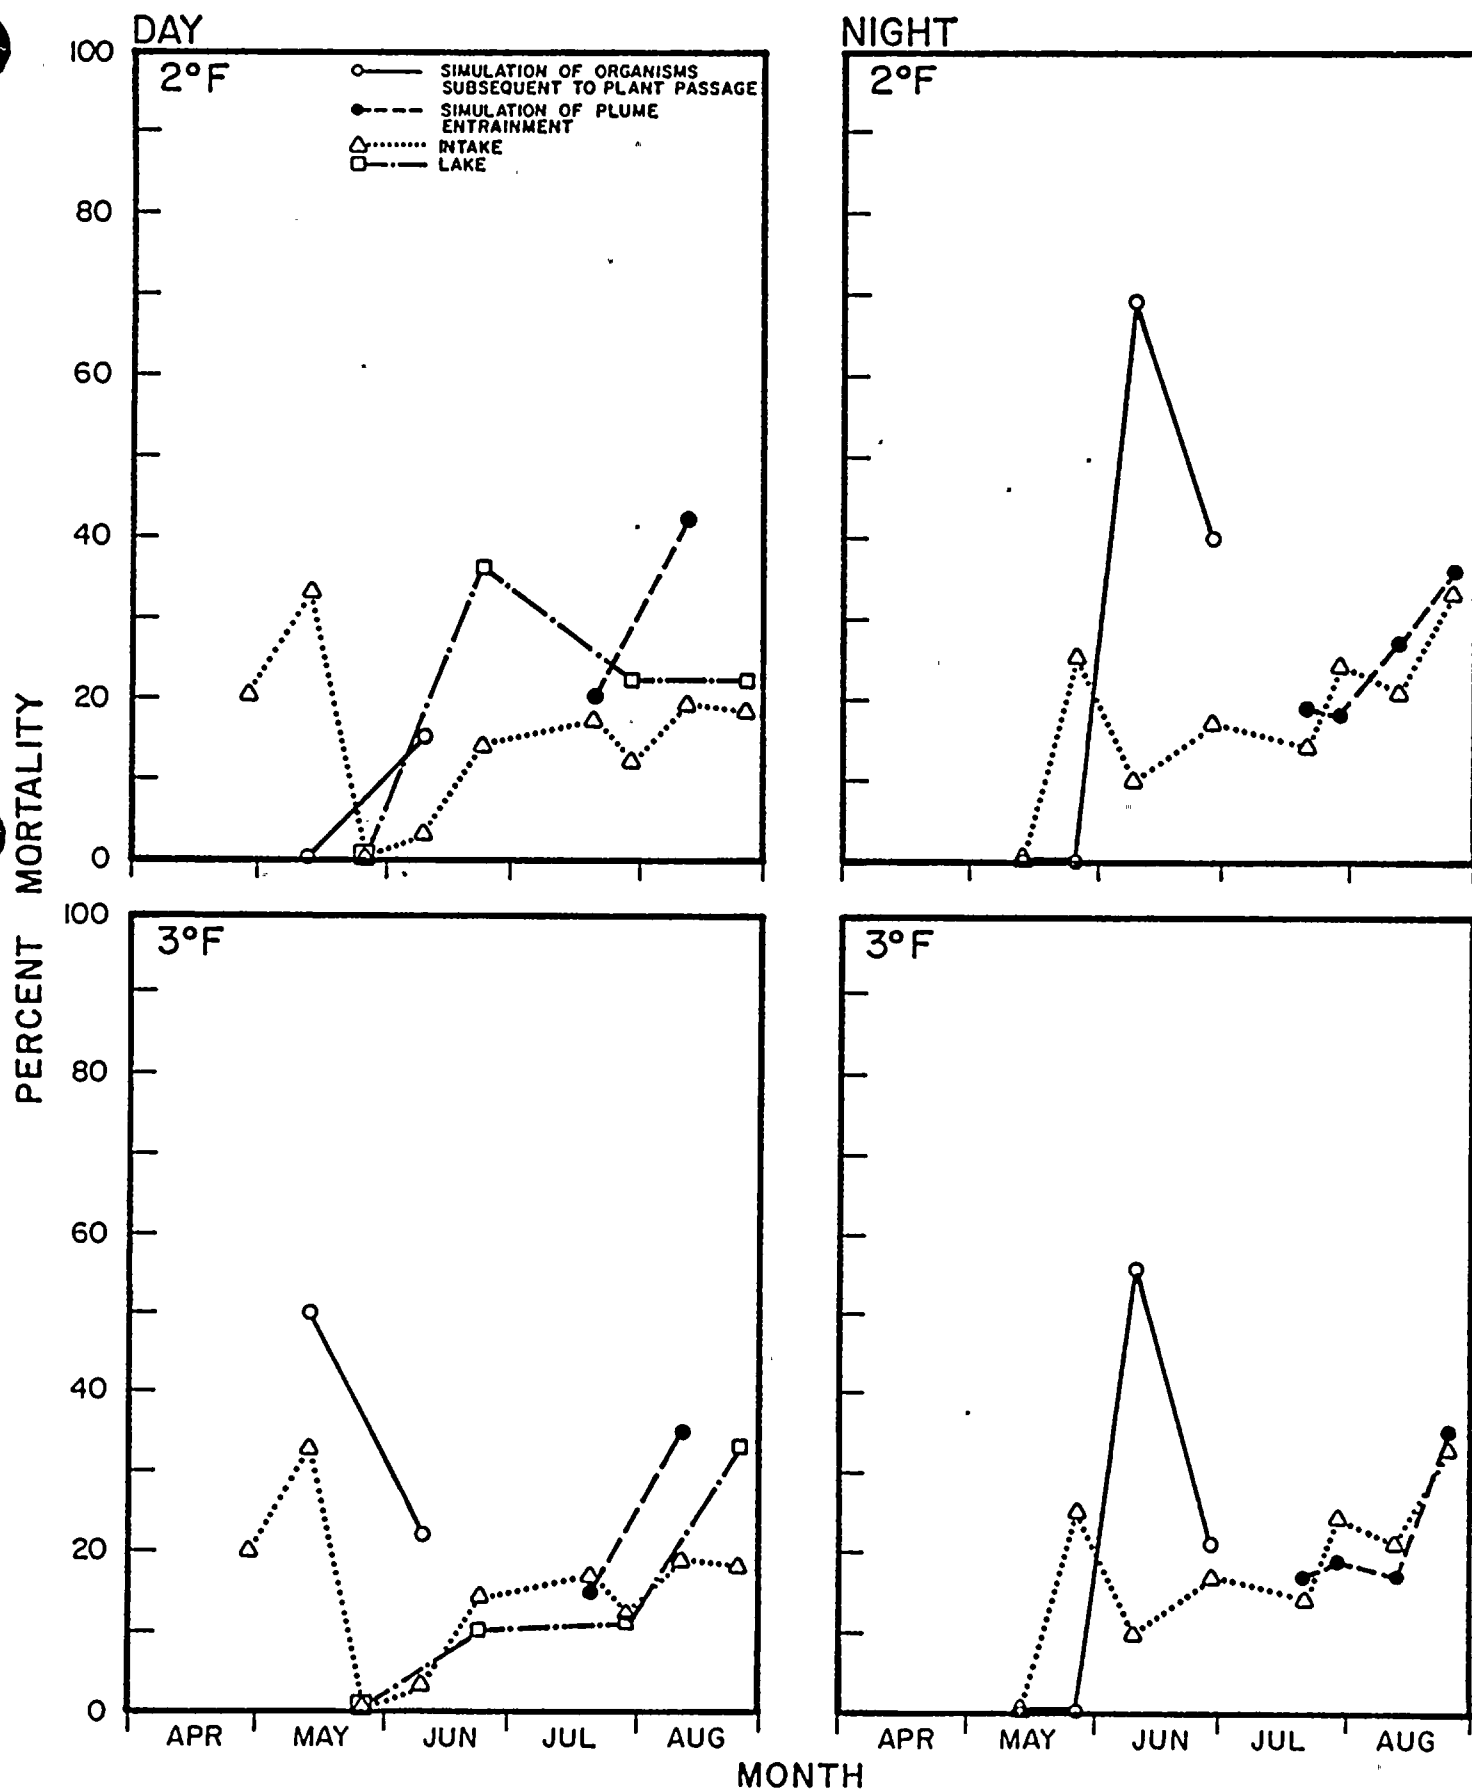 DAY
NIGHT
100
2°F
SIMULATION OF ORGANISMS
SUBSEQUENT TO PLANT PASSAGE
SIMULATION OF PLUME
ENTRAINMENT
INTAKE
LAKE
2°F
80
60
40
20
0
PERCENT MORTALITY
100
3°F
3°F
80
60
40
20
0
APR MAY JUN JUL AUG
APR MAY JUN JUL AUG
MONTH